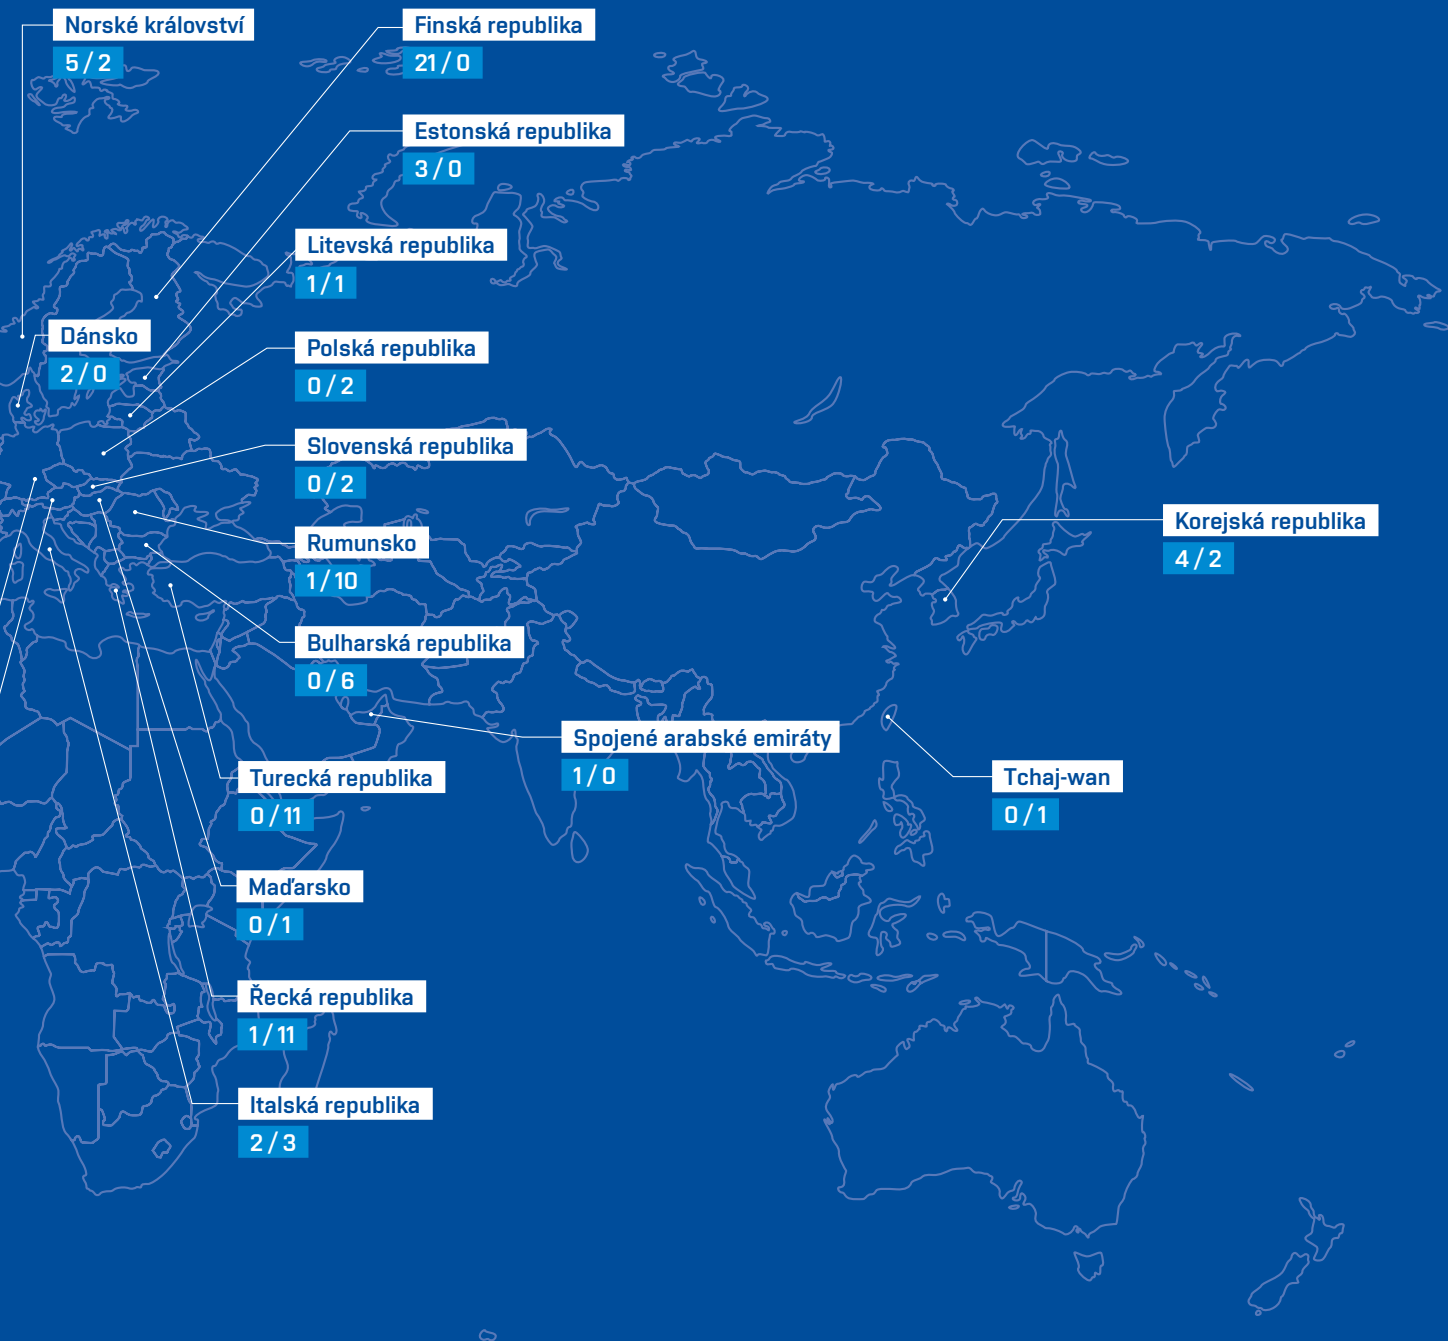 Norské království
5 / 2
Finská republika
21 / 0
Estonská republika
3 / 0
Litevská republika
1 / 1
Dánsko
2 / 0
Polská republika
0 / 2
Slovenská republika
0 / 2
Rumunsko
1 / 10
Korejská republika
4 / 2
Bulharská republika
0 / 6
Spojené arabské emiráty
1 / 0
Tchaj-wan
0 / 1
Turecká republika
0 / 11
Maďarsko
0 / 1
Řecká republika
1 / 11
Italská republika
2 / 3